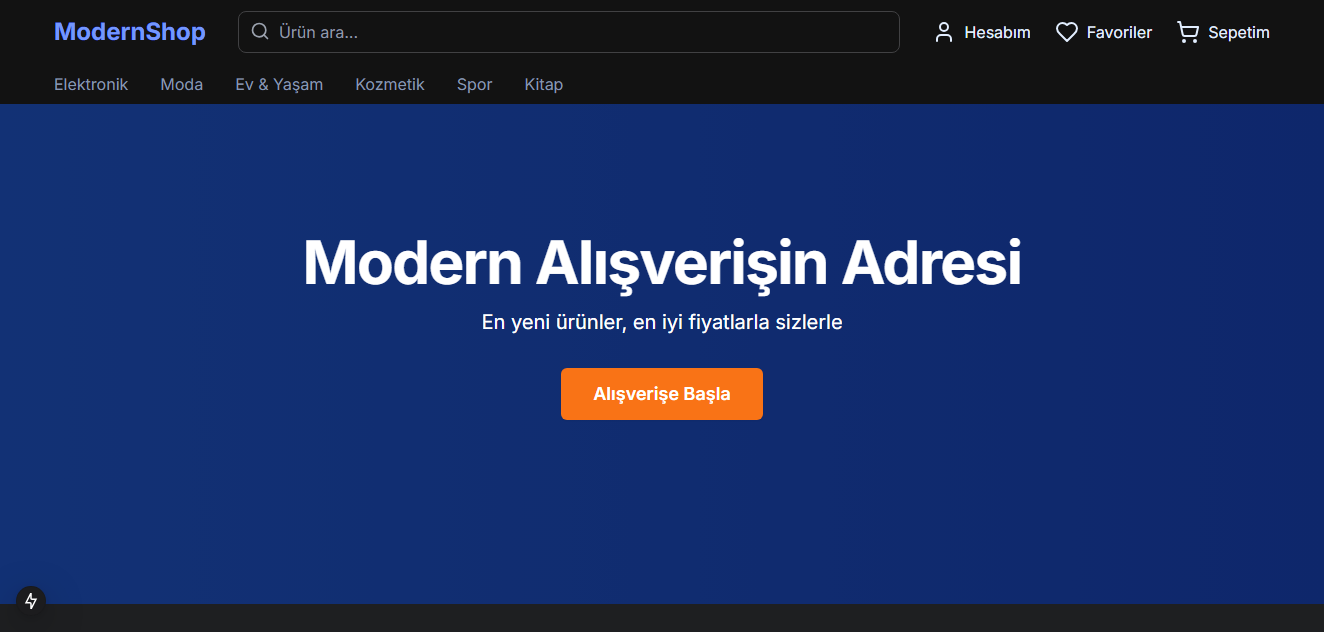 ModernShop
Ürün ara...
Hesabım
Favoriler
Sepetim
Elektronik
Moda
Ev & Yaşam
Kozmetik
Spor
Kitap
Modern Alışverişin Adresi
En yeni ürünler, en iyi fiyatlarla sizlerle
Alışverişe Başla